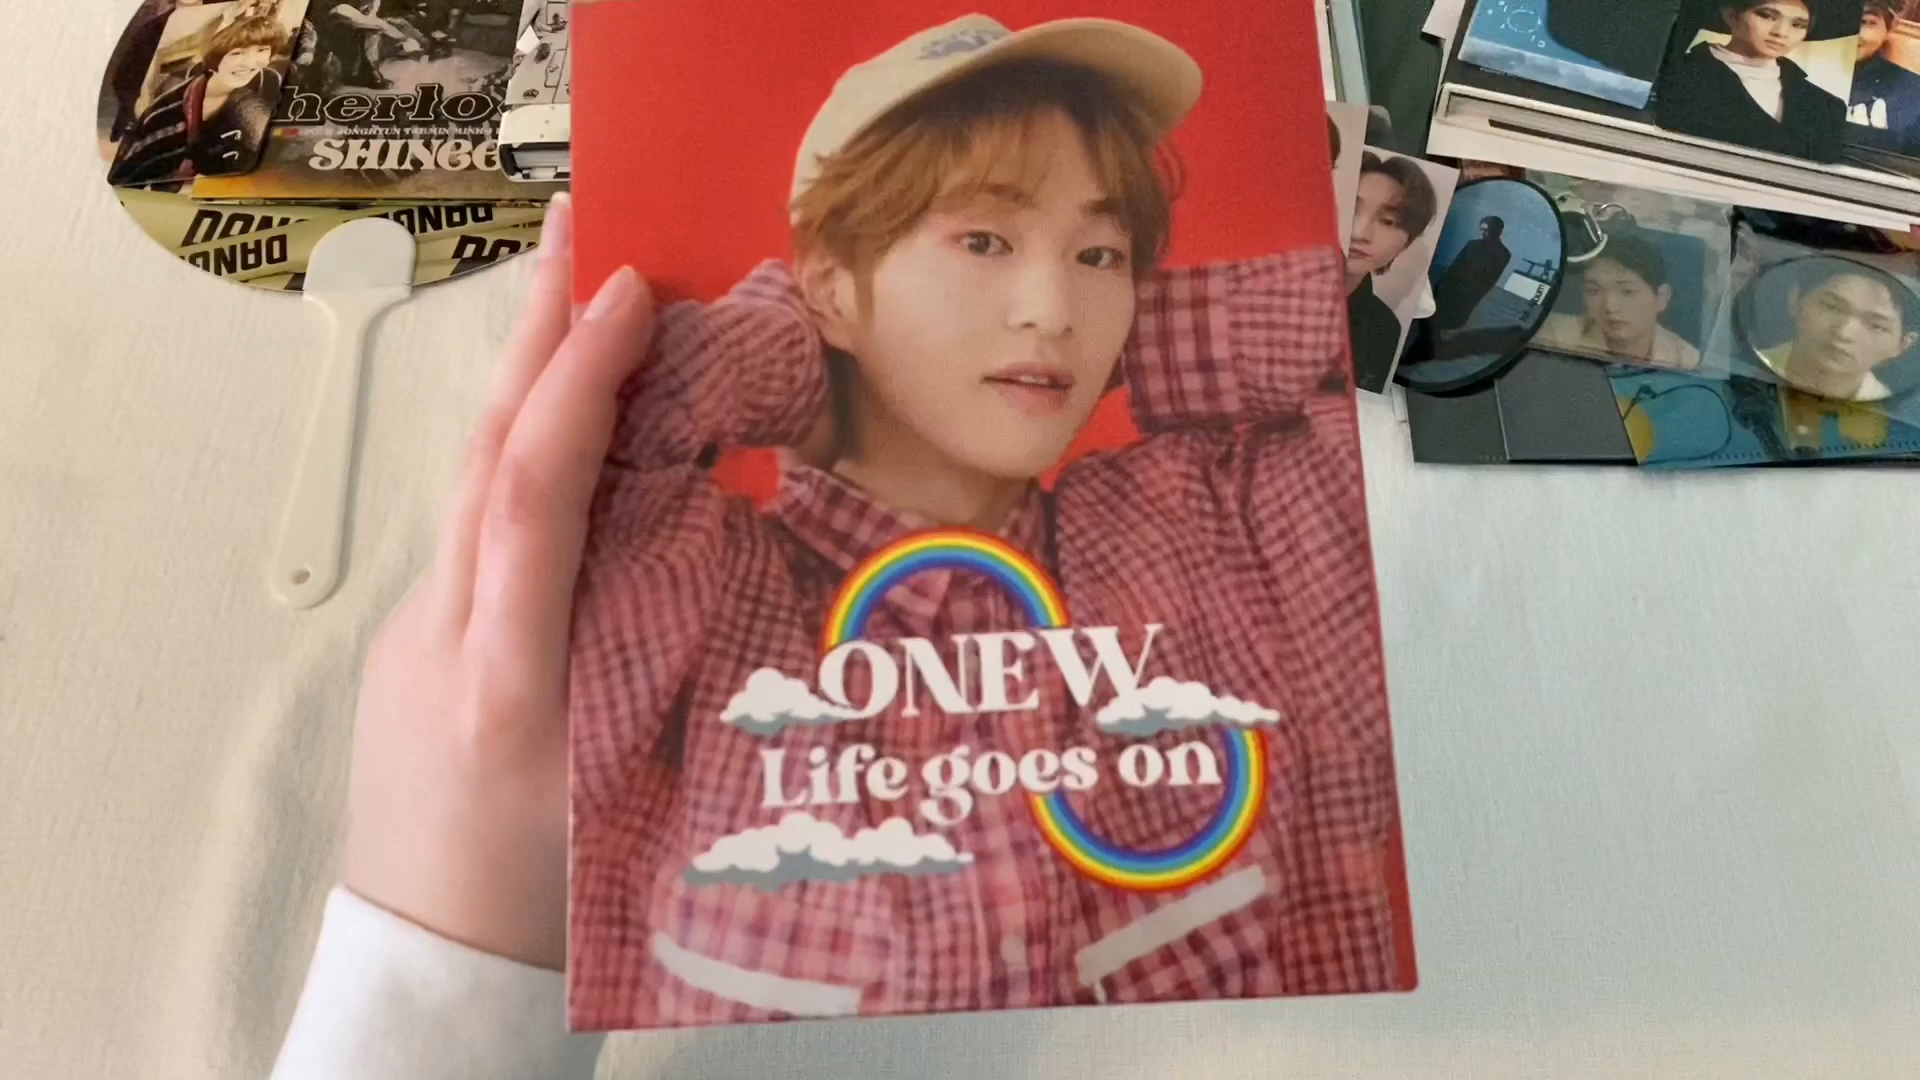 herlo
JONGHYUN TAEMIN MINHO
SHINee
DANG
DANG
ONEW
Life goes on